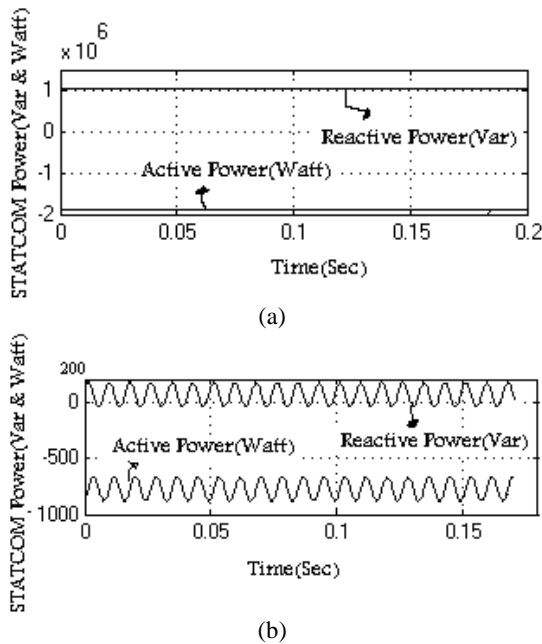 × 10^6
STATCOM Power(Var & Watt)
1
0
-1
-2
Reactive Power(Var)
Active Power(Watt)
0 0.05 0.1 0.15 0.2
Time(Sec)
(a)
STATCOM Power(Var & Watt)
200
0
-500
-1000
Active Power(Watt)
Reactive Power(Var)
0 0.05 0.1 0.15
Time(Sec)
(b)